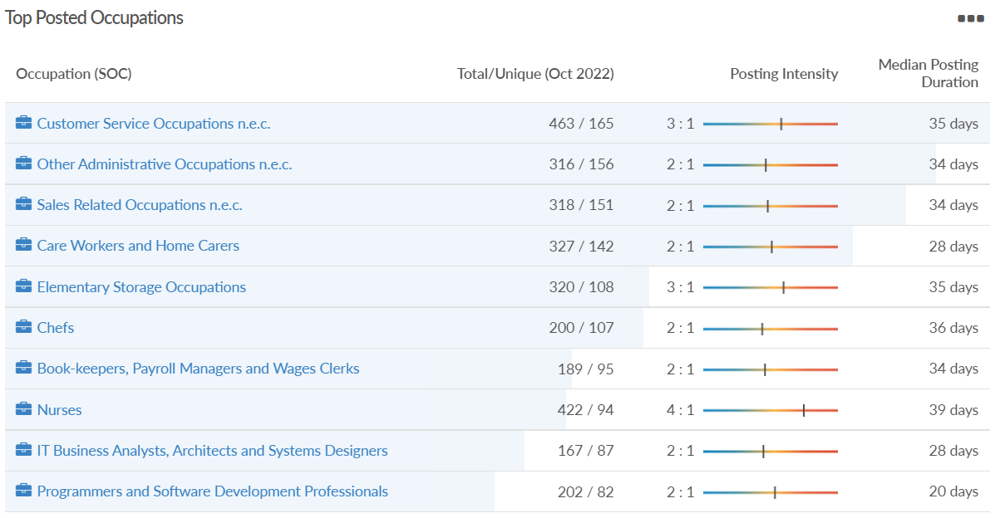 Top Posted Occupations
Occupation (SOC) Total/Unique (Oct 2022) Posting Intensity Median Posting Duration
Customer Service Occupations n.e.c. 463 / 165 3 : 1 35 days
Other Administrative Occupations n.e.c. 316 / 156 2 : 1 34 days
Sales Related Occupations n.e.c. 318 / 151 2 : 1 34 days
Care Workers and Home Carers 327 / 142 2 : 1 28 days
Elementary Storage Occupations 320 / 108 3 : 1 35 days
Chefs 200 / 107 2 : 1 36 days
Book-keepers, Payroll Managers and Wages Clerks 189 / 95 2 : 1 34 days
Nurses 422 / 94 4 : 1 39 days
IT Business Analysts, Architects and Systems Designers 167 / 87 2 : 1 28 days
Programmers and Software Development Professionals 202 / 82 2 : 1 20 days